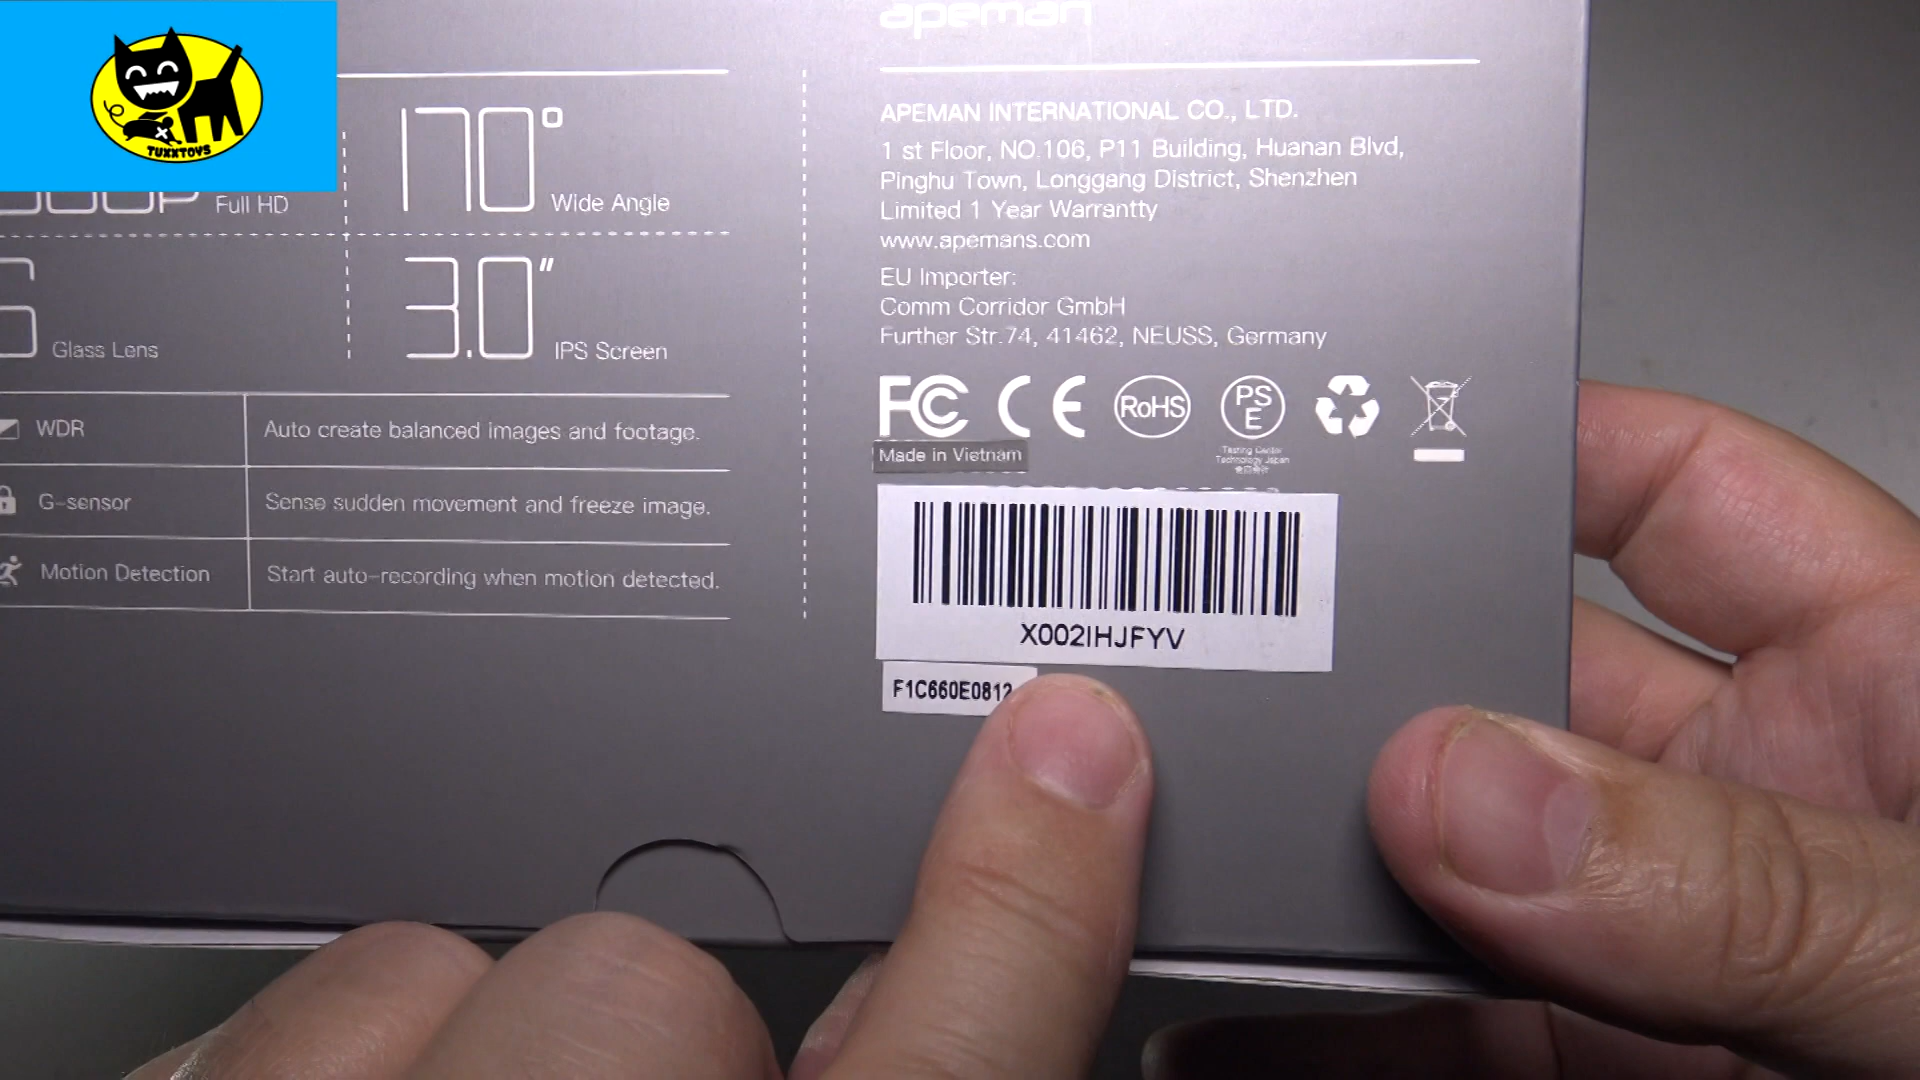 TUXXTOYS
Full HD
170° Wide Angle
Glass Lens
3.0" IPS Screen
WDR
Auto create balanced images and footage.
G-sensor
Sense sudden movement and freeze image.
Motion Detection
Start auto-recording when motion detected.
apeman
APEMAN INTERNATIONAL CO., LTD.
1 st Floor, NO.106, P11 Building, Huanan Blvd,
Pinghu Town, Longgang District, Shenzhen
Limited 1 Year Warrantty
www.apemans.com
EU Importer:
Comm Corridor GmbH
Further Str.74, 41462, NEUSS, Germany
FC CE RoHS PS E
Testing Center
Technology Japan
Made in Vietnam
X002IHJFYV
F1C660E0812